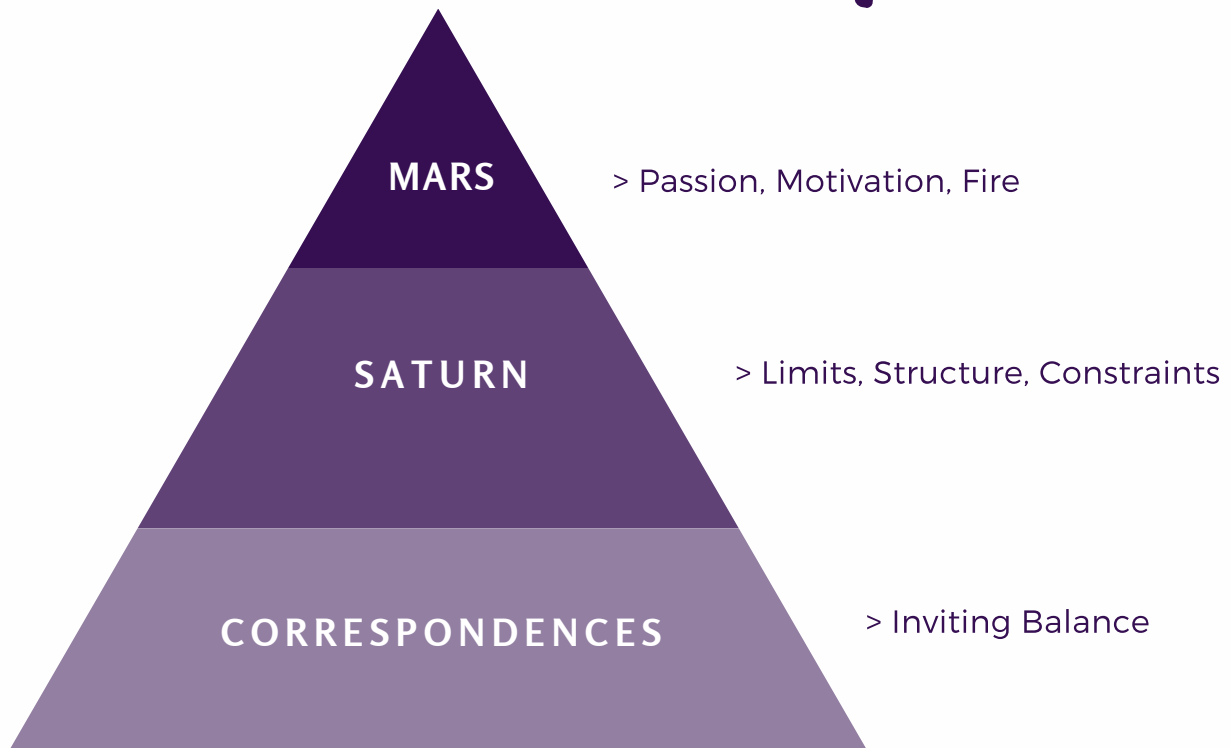 MARS
> Passion, Motivation, Fire
SATURN
> Limits, Structure, Constraints
CORRESPONDENCES
> Inviting Balance